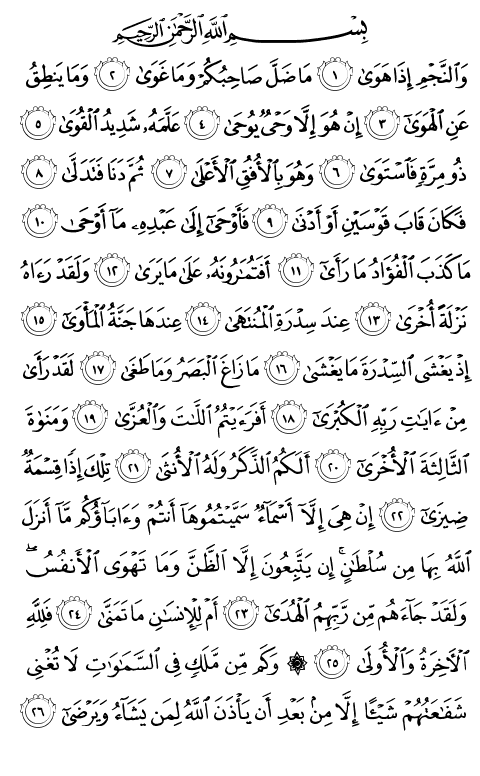 بِسْمِ ٱللَّهِ ٱلرَّحْمَٰنِ ٱلرَّحِيمِ
وَٱلنَّجْمِ إِذَا هَوَىٰ ١ مَا ضَلَّ صَاحِبُكُمْ وَمَا غَوَىٰ ٢ وَمَا يَنطِقُ
عَنِ ٱلْهَوَىٰٓ ٣ إِنْ هُوَ إِلَّا وَحْىٌ يُوحَىٰ ٤ عَلَّمَهُۥ شَدِيدُ ٱلْقُوَىٰ ٥
ذُو مِرَّةٍ فَٱسْتَوَىٰ ٦ وَهُوَ بِٱلْأُفُقِ ٱلْأَعْلَىٰ ٧ ثُمَّ دَنَا فَتَدَلَّىٰ ٨
فَكَانَ قَابَ قَوْسَيْنِ أَوْ أَدْنَىٰ ٩ فَأَوْحَىٰٓ إِلَىٰ عَبْدِهِۦ مَآ أَوْحَىٰ ١٠
مَا كَذَبَ ٱلْفُؤَادُ مَا رَأَىٰٓ ١١ أَفَتُمَٰرُونَهُۥ عَلَىٰ مَا يَرَىٰ ١٢ وَلَقَدْ رَءَاهُ
نَزْلَةً أُخْرَىٰ ١٣ عِندَ سِدْرَةِ ٱلْمُنتَهَىٰ ١٤ عِندَهَا جَنَّةُ ٱلْمَأْوَىٰٓ ١٥
إِذْ يَغْشَى ٱلسِّدْرَةَ مَا يَغْشَىٰ ١٦ مَا زَاغَ ٱلْبَصَرُ وَمَا طَغَىٰ ١٧ لَقَدْ رَأَىٰ
مِنْ ءَايَٰتِ رَبِّهِ ٱلْكُبْرَىٰٓ ١٨ أَفَرَءَيْتُمُ ٱللَّٰتَ وَٱلْعُزَّىٰ ١٩ وَمَنَوٰةَ
ٱلثَّالِثَةَ ٱلْأُخْرَىٰٓ ٢٠ أَلَكُمُ ٱلذَّكَرُ وَلَهُ ٱلْأُنثَىٰ ٢١ تِلْكَ إِذًا قِسْمَةٌ
ضِيزَىٰٓ ٢٢ إِنْ هِىَ إِلَّآ أَسْمَآءٌ سَمَّيْتُمُوهَآ أَنتُمْ وَءَابَآؤُكُم مَّآ أَنزَلَ
ٱللَّهُ بِهَا مِن سُلْطَٰنٍ ۚ إِن يَتَّبِعُونَ إِلَّا ٱلظَّنَّ وَمَا تَهْوَى ٱلْأَنفُسُ ۖ
وَلَقَدْ جَآءَهُم مِّن رَّبِّهِمُ ٱلْهُدَىٰٓ ٢٣ أَمْ لِلْإِنسَٰنِ مَا تَمَنَّىٰ ٢٤ فَلِلَّهِ
ٱلْءَاخِرَةُ وَٱلْأُولَىٰ ٢٥ ۞ وَكَم مِّن مَّلَكٍ فِى ٱلسَّمَٰوَٰتِ لَا تُغْنِى
شَفَٰعَتُهُمْ شَيْـًٔا إِلَّا مِنۢ بَعْدِ أَن يَأْذَنَ ٱللَّهُ لِمَن يَشَآءُ وَيَرْضَىٰٓ ٢٦